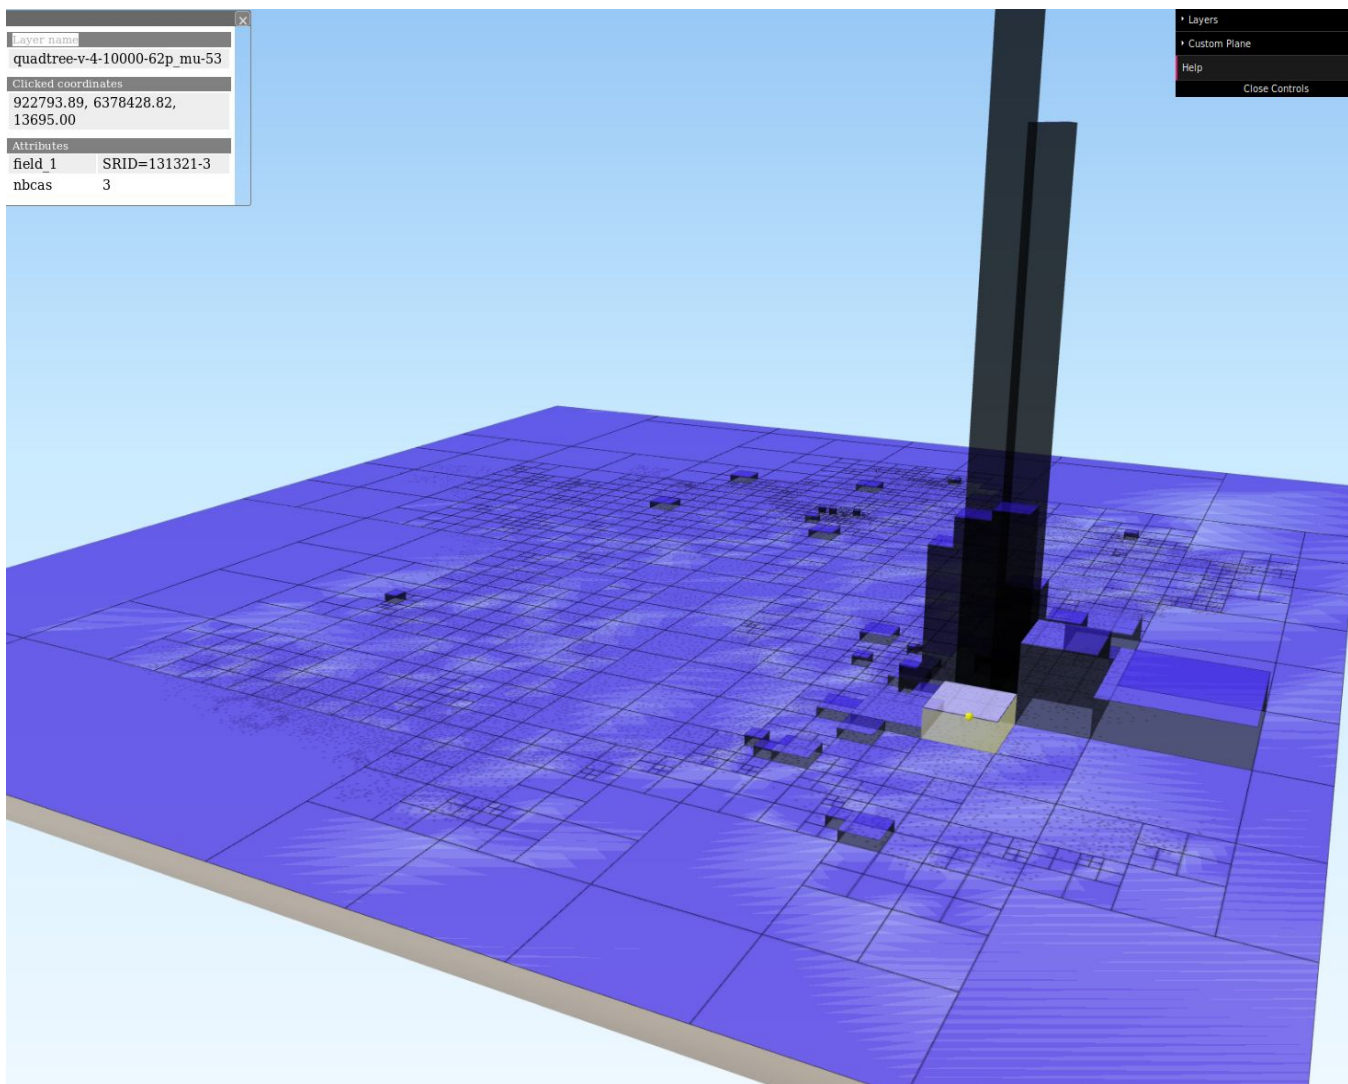 Layer name
quadtree-v-4-10000-62p_mu-53
Clicked coordinates
922793.89, 6378428.82,
13695.00
Attributes
field_1 SRID=131321-3
nbcas 3
Layers
Custom Plane
Help
Close Controls